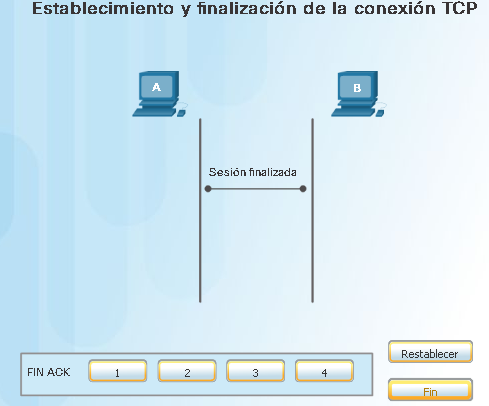 Establecimiento y finalización de la conexión TCP
A
B
Sesión finalizada
FIN ACK
1
2
3
4
Restablecer
Fin